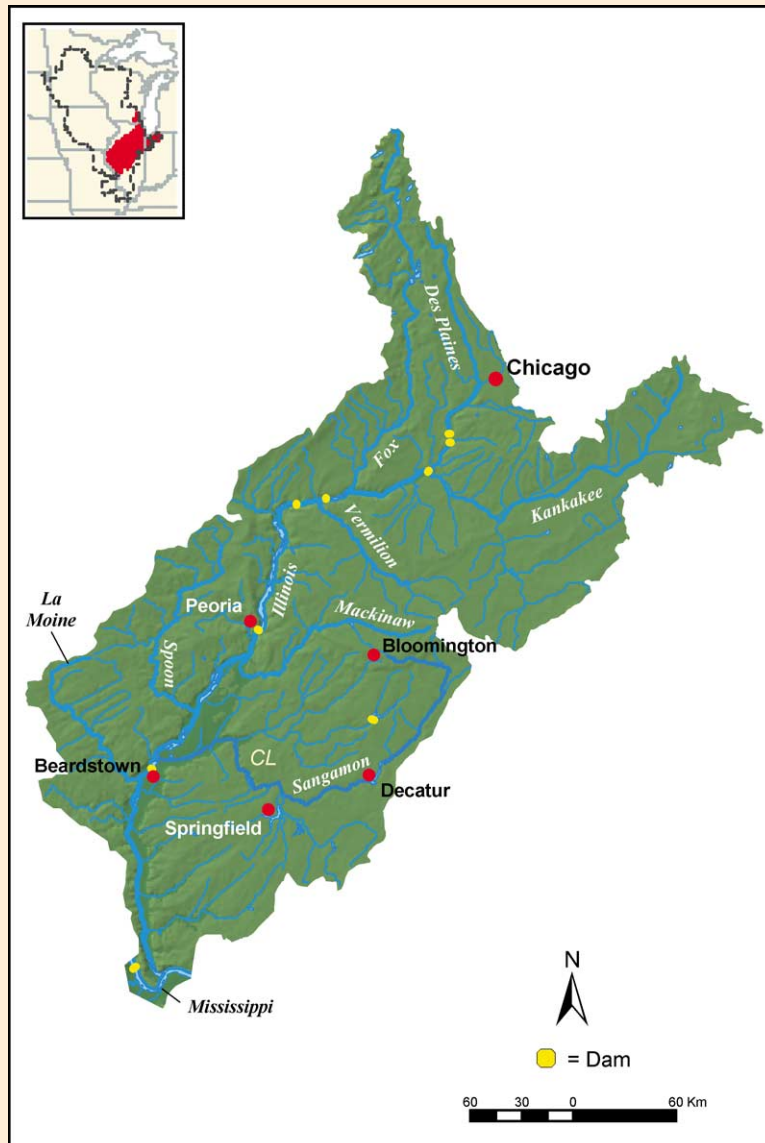 Des Plaines
Chicago
Fox
Kankakee
Vermilion
Illinois
La
Moine
Peoria
Mackinaw
Spoon
Bloomington
Beardstown
CL
Sangamon
Decatur
Springfield
Mississippi
N
= Dam
60 30 0 60 Km